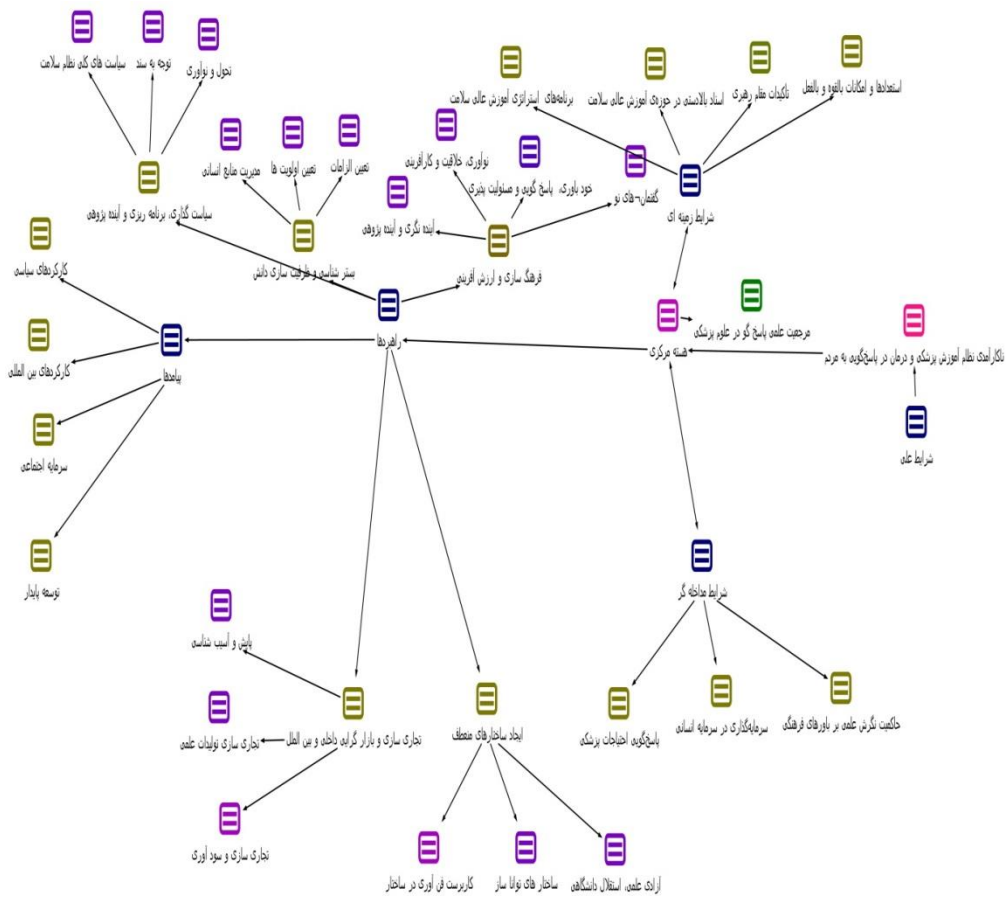 سیاست های کلی نظام سلامت
توجه به سند
تحول و نوآوری
برنامه‌های استراتژی آموزش عالی سلامت
اسناد بالادستی در حوزه‌ی آموزش عالی سلامت
تاکیدات مقام رهبری
استعدادها و امکانات بالقوه و بالفعل
مدیریت منابع انسانی
تعیین اولویت ها
تعیین الزامات
نوآوری، خلاقیت و کارآفرینی
خود باوری، پاسخ گویی و مسئولیت پذیری
گفتمان¬های نو
شرایط زمینه ای
سیاست گذاری، برنامه ریزی و آینده پژوهی
آینده نگری و آینده پژوهی
کارکردهای سیاسی
بستر شناسی و ظرفیت سازی دانش
فرهنگ سازی و ارزش آفرینی
مرجعیت علمی پاسخ گو در علوم پزشکی
هسته مرکزی
راهبردها
ناکارآمدی نظام آموزش پزشکی و درمان در پاسخ‌گویی به مردم
کارکردهای بین المللی
پیامدها
شرایط علی
سرمایه اجتماعی
توسعه پایدار
شرایط مداخله گر
پایش و آسیب شناسی
پاسخ‌گویی احتیاجات پزشکی
سرمایه‌گذاری در سرمایه انسانی
حاکمیت نگرش علمی بر باورهای فرهنگی
تجاری سازی تولیدات علمی
تجاری سازی و بازار گرایی داخلی و بین الملل
ایجاد ساختارهای منعطف
تجاری سازی و سود آوری
کاربرست فن آوری در ساختار
ساختار های توانا ساز
آزادی علمی، استقلال دانشگاهی